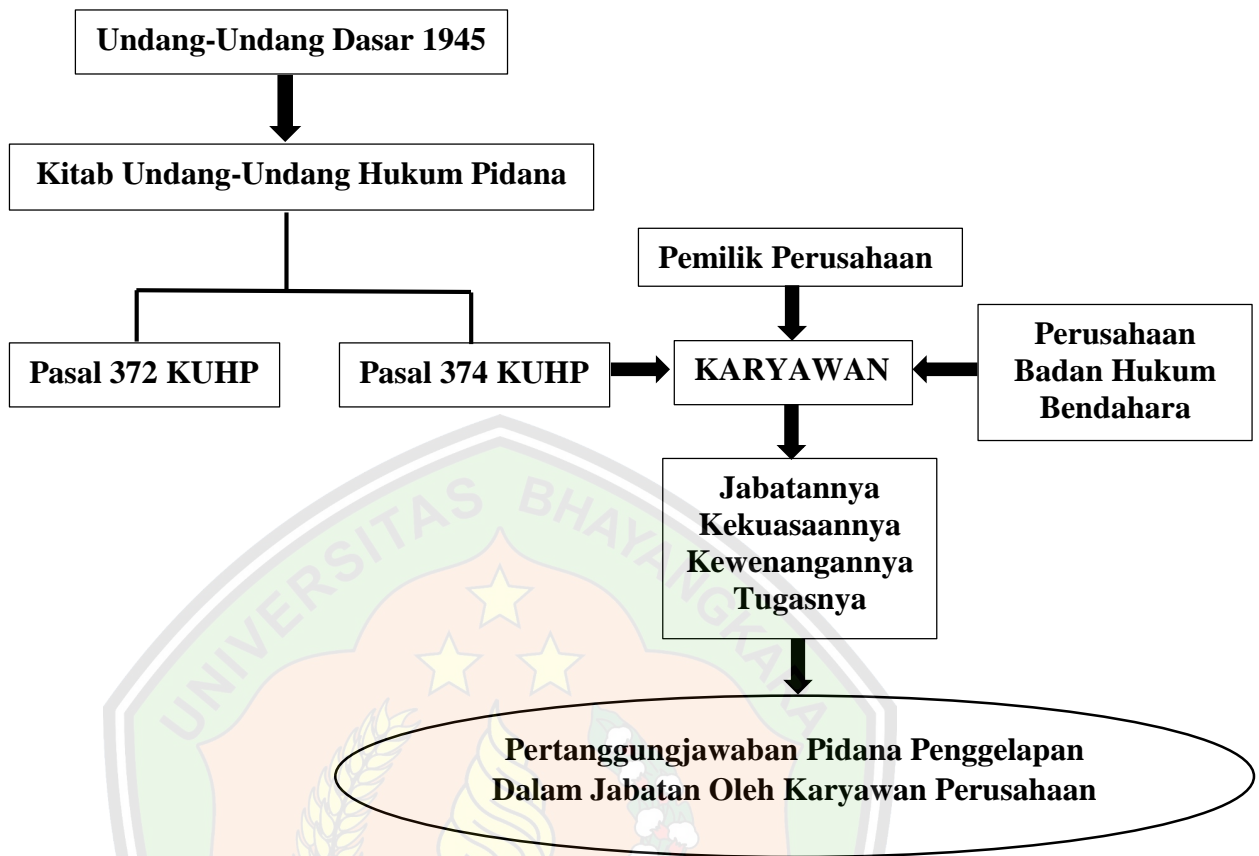 Undang-Undang Dasar 1945
Kitab Undang-Undang Hukum Pidana
Pemilik Perusahaan
Pasal 372 KUHP
Pasal 374 KUHP
KARYAWAN
Perusahaan
Badan Hukum
Bendahara
Jabatannya
Kekuasaannya
Kewenangannya
Tugasnya
Pertanggungjawaban Pidana Penggelapan
Dalam Jabatan Oleh Karyawan Perusahaan
UNIVERSITAS BHAYANGKARA